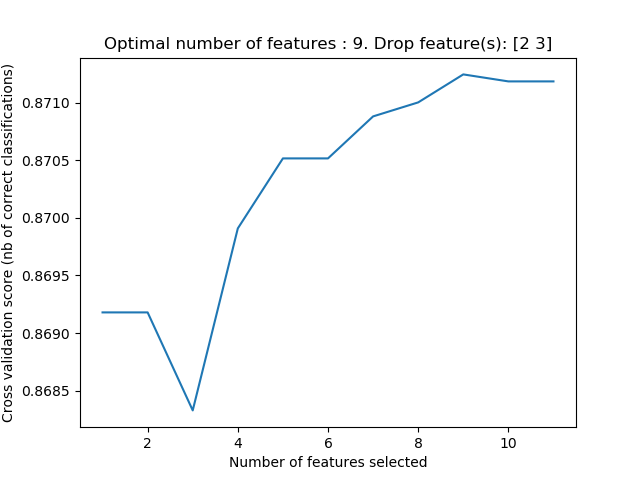 Optimal number of features : 9. Drop feature(s): [2 3]
Cross validation score (nb of correct classifications)
0.8710
0.8705
0.8700
0.8695
0.8690
0.8685
2 4 6 8 10
Number of features selected